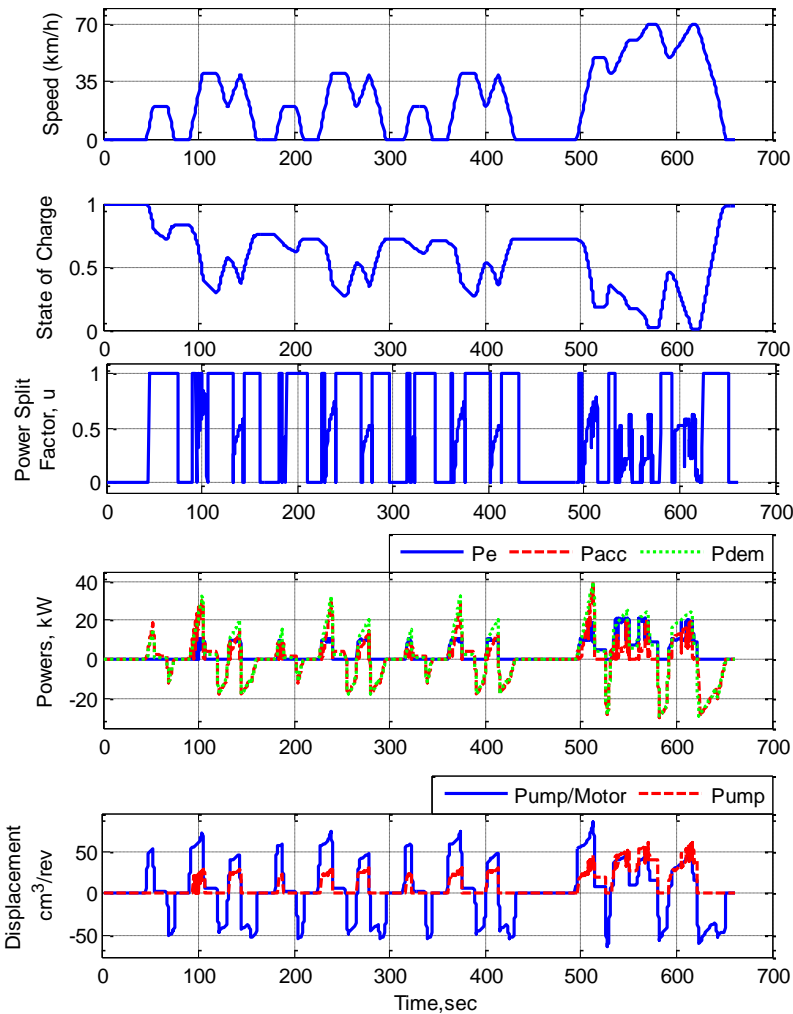 70
35
0
Speed (km/h)
0 100 200 300 400 500 600 700
1
0.5
0
State of Charge
0 100 200 300 400 500 600 700
1
0.5
0
Power Split
Factor, u
0 100 200 300 400 500 600 700
Pe Pacc Pdem
40
20
0
-20
Powers, kW
0 100 200 300 400 500 600 700
Pump/Motor Pump
50
0
-50
Displacement
cm³/rev
0 100 200 300 400 500 600 700
Time,sec